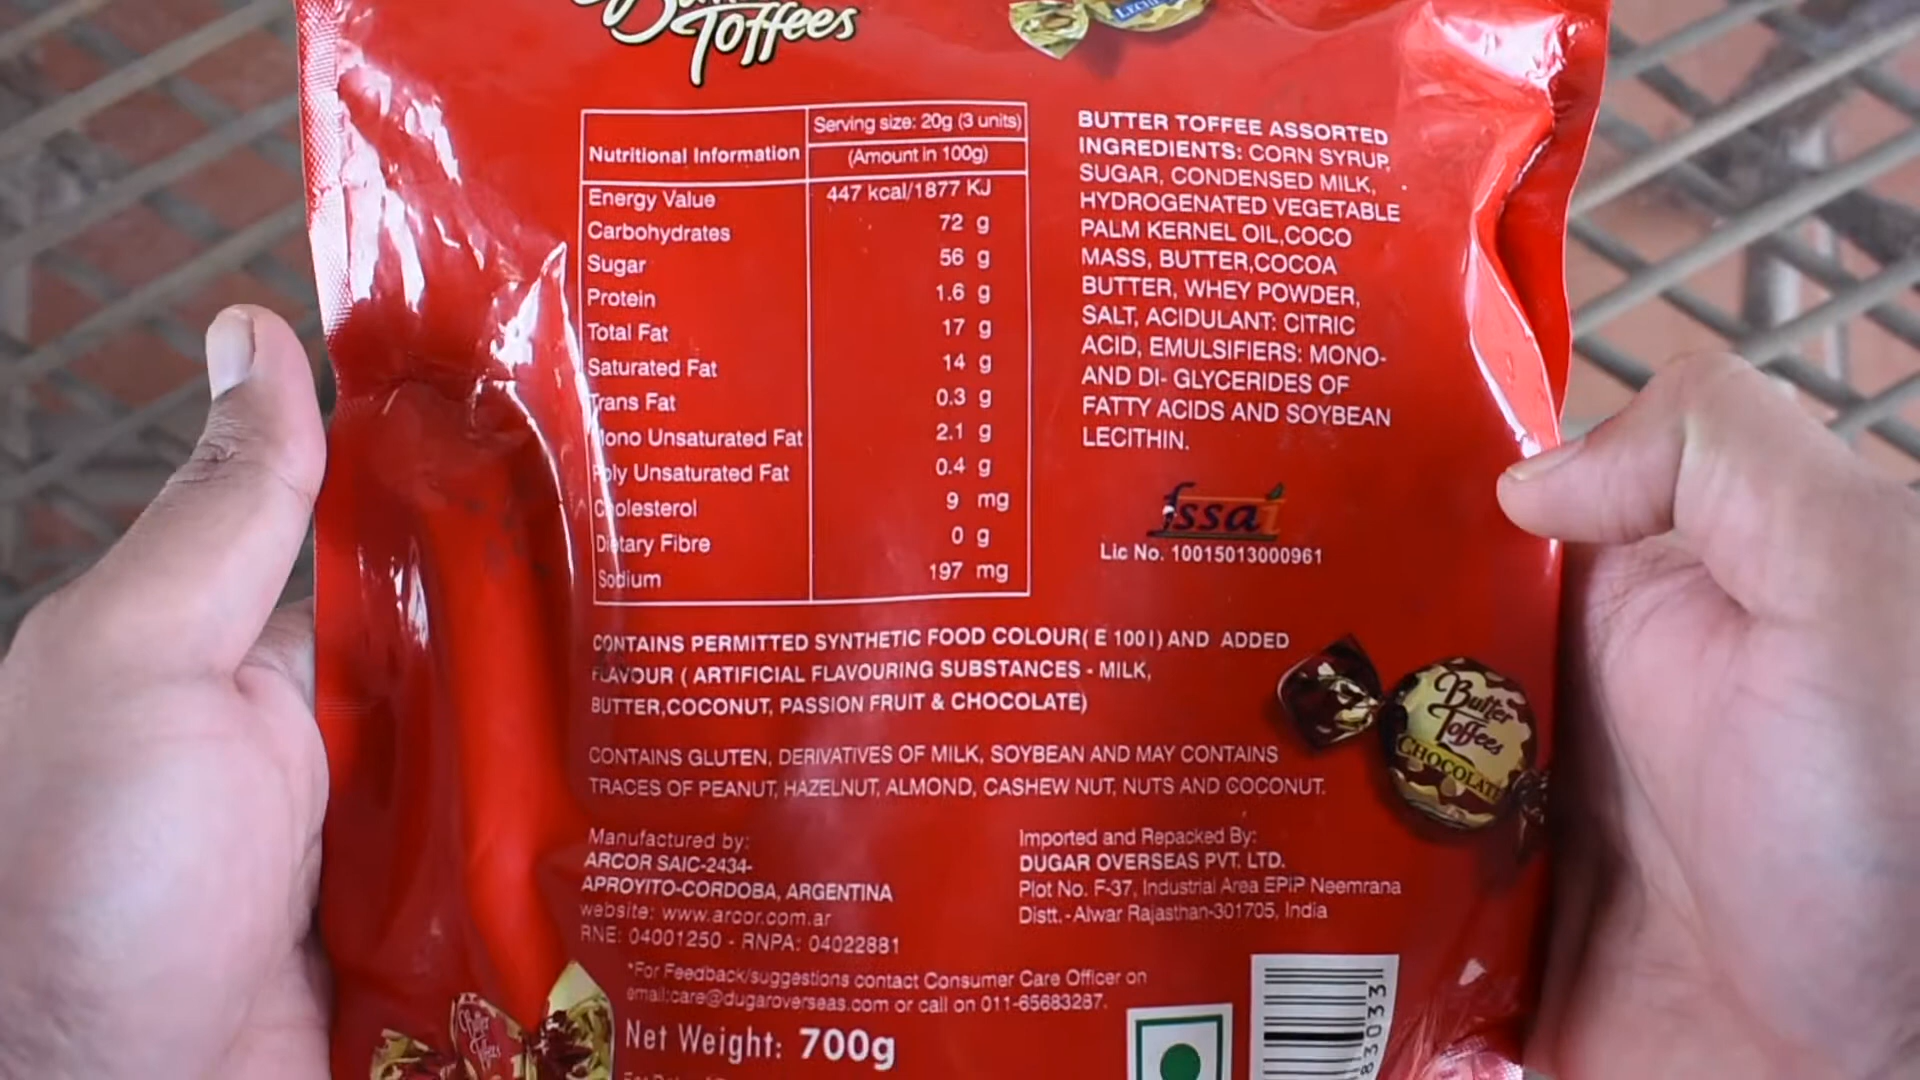 Toffees
Nutritional Information
Serving size: 20g (3 units)
(Amount in 100g)
Energy Value 447 kcal/1877 KJ
Carbohydrates 72 g
Sugar 56 g
Protein 1.6 g
Total Fat 17 g
Saturated Fat 14 g
Trans Fat 0.3 g
Mono Unsaturated Fat 2.1 g
Poly Unsaturated Fat 0.4 g
Cholesterol 9 mg
Dietary Fibre 0 g
Sodium 197 mg
BUTTER TOFFEE ASSORTED
INGREDIENTS: CORN SYRUP,
SUGAR, CONDENSED MILK,
HYDROGENATED VEGETABLE
PALM KERNEL OIL,COCO
MASS, BUTTER,COCOA
BUTTER, WHEY POWDER,
SALT, ACIDULANT: CITRIC
ACID, EMULSIFIERS: MONO-
AND DI- GLYCERIDES OF
FATTY ACIDS AND SOYBEAN
LECITHIN.
fssai
Lic No. 10015013000961
CONTAINS PERMITTED SYNTHETIC FOOD COLOUR( E 100I) AND ADDED
FLAVOUR ( ARTIFICIAL FLAVOURING SUBSTANCES - MILK,
BUTTER,COCONUT, PASSION FRUIT & CHOCOLATE)
CONTAINS GLUTEN, DERIVATIVES OF MILK, SOYBEAN AND MAY CONTAINS
TRACES OF PEANUT, HAZELNUT, ALMOND, CASHEW NUT, NUTS AND COCONUT.
Butter
Toffees
CHOCOLATE
Manufactured by:
ARCOR SAIC-2434-
APROYITO-CORDOBA, ARGENTINA
website: www.arcor.com.ar
RNE: 04001250 - RNPA: 04022881
Imported and Repacked By:
DUGAR OVERSEAS PVT. LTD.
Plot No. F-37, Industrial Area EPIP Neemrana
Distt.-Alwar Rajasthan-301705, India
*For Feedback/suggestions contact Consumer Care Officer on
email:care@dugaroverseas.com or call on 011-65683287.
Butter
Toffees
Net Weight: 700g
83033